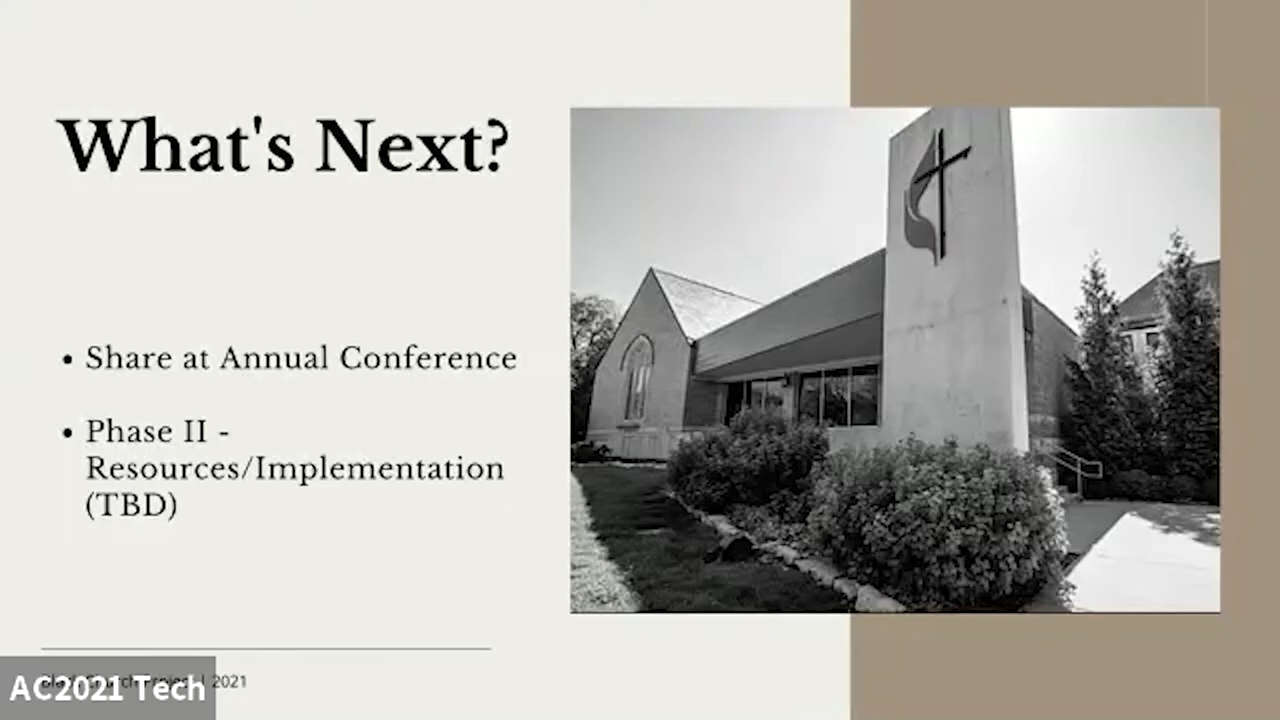 What's Next?
• Share at Annual Conference
• Phase II -
Resources/Implementation
(TBD)
| 2021
AC2021 Tech